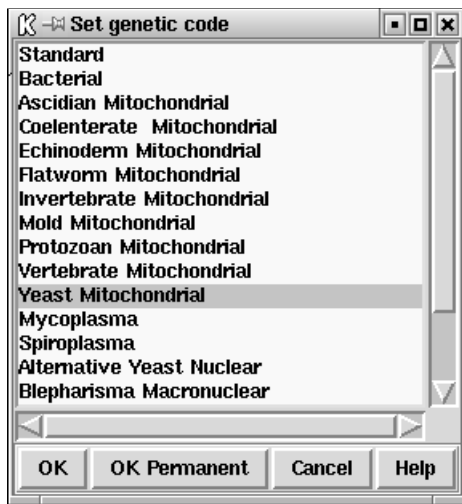 Set genetic code
Standard
Bacterial
Ascidian Mitochondrial
Coelenterate  Mitochondrial
Echinoderm Mitochondrial
Flatworm Mitochondrial
Invertebrate Mitochondrial
Mold Mitochondrial
Protozoan Mitochondrial
Vertebrate Mitochondrial
Yeast Mitochondrial
Mycoplasma
Spiroplasma
Alternative Yeast Nuclear
Blepharisma Macronuclear
OK OK Permanent Cancel Help